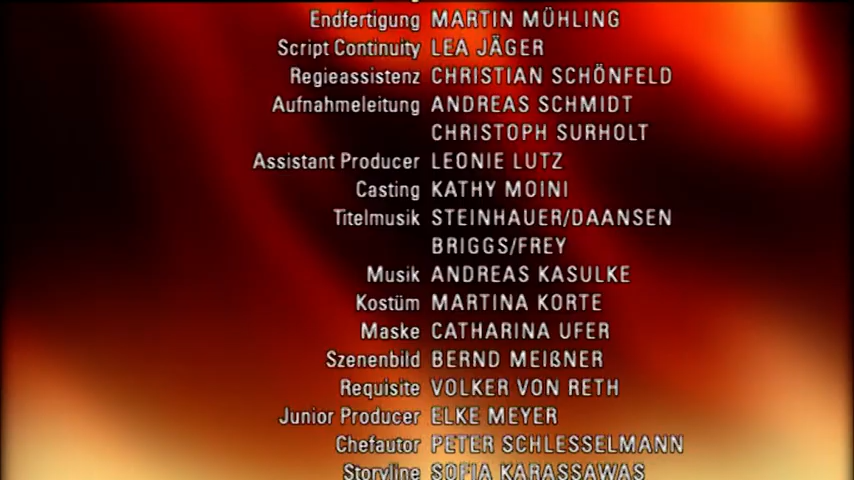 Endfertigung MARTIN MÜHLING
Script Continuity LEA JÄGER
Regieassistenz CHRISTIAN SCHÖNFELD
Aufnahmeleitung ANDREAS SCHMIDT
CHRISTOPH SURHOLT
Assistant Producer LEONIE LUTZ
Casting KATHY MOINI
Titelmusik STEINHAUER/DAANSEN
BRIGGS/FREY
Musik ANDREAS KASULKE
Kostüm MARTINA KORTE
Maske CATHARINA UFER
Szenenbild BERND MEIßNER
Requisite VOLKER VON RETH
Junior Producer ELKE MEYER
Chefautor PETER SCHLESSELMANN
Storyline SOFIA KARASSAWAS